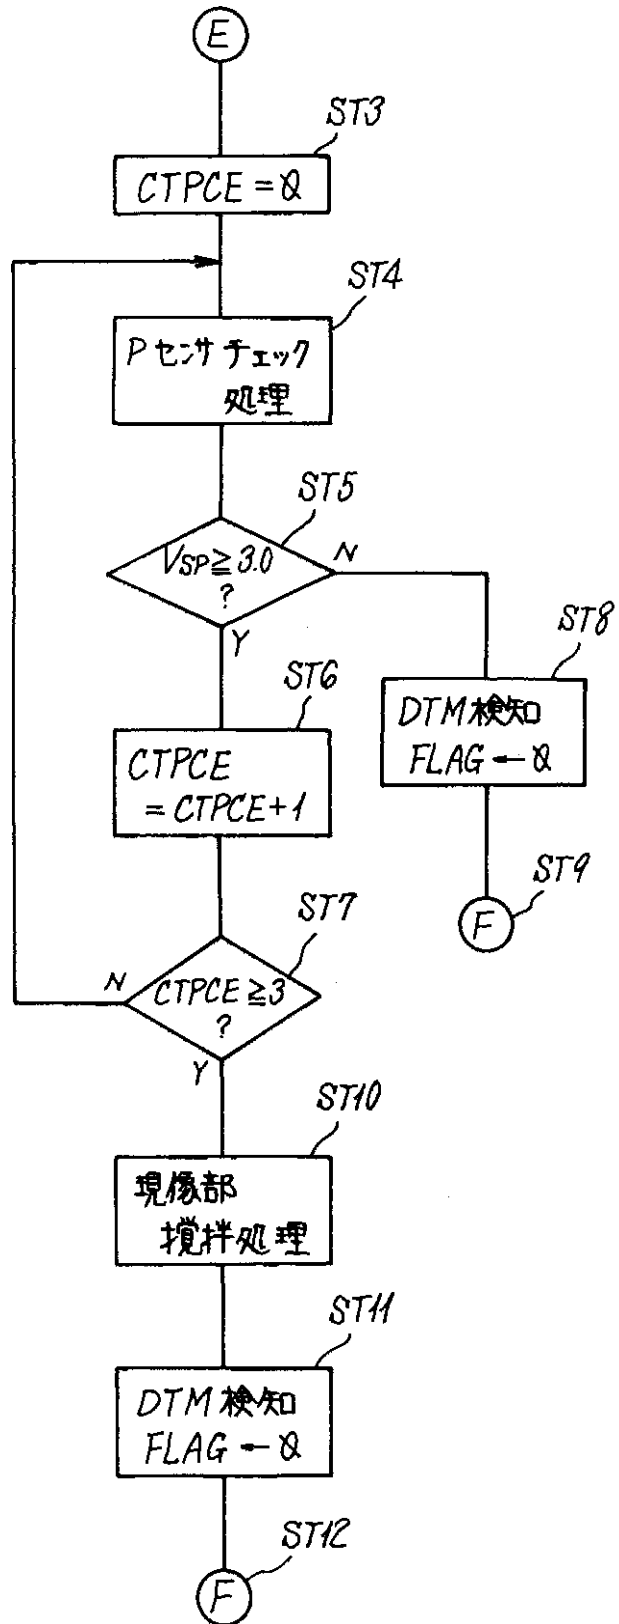 E
ST3
CTPCE = 0
ST4
Pセンサチェック
処理
ST5
VSP ≧ 3.0
?
N
Y
ST8
DTM検知
FLAG ← 0
ST6
CTPCE
= CTPCE+1
ST9
F
ST7
N
CTPCE ≧ 3
?
Y
ST10
現像部
撹拌処理
ST11
DTM検知
FLAG ← 0
ST12
F